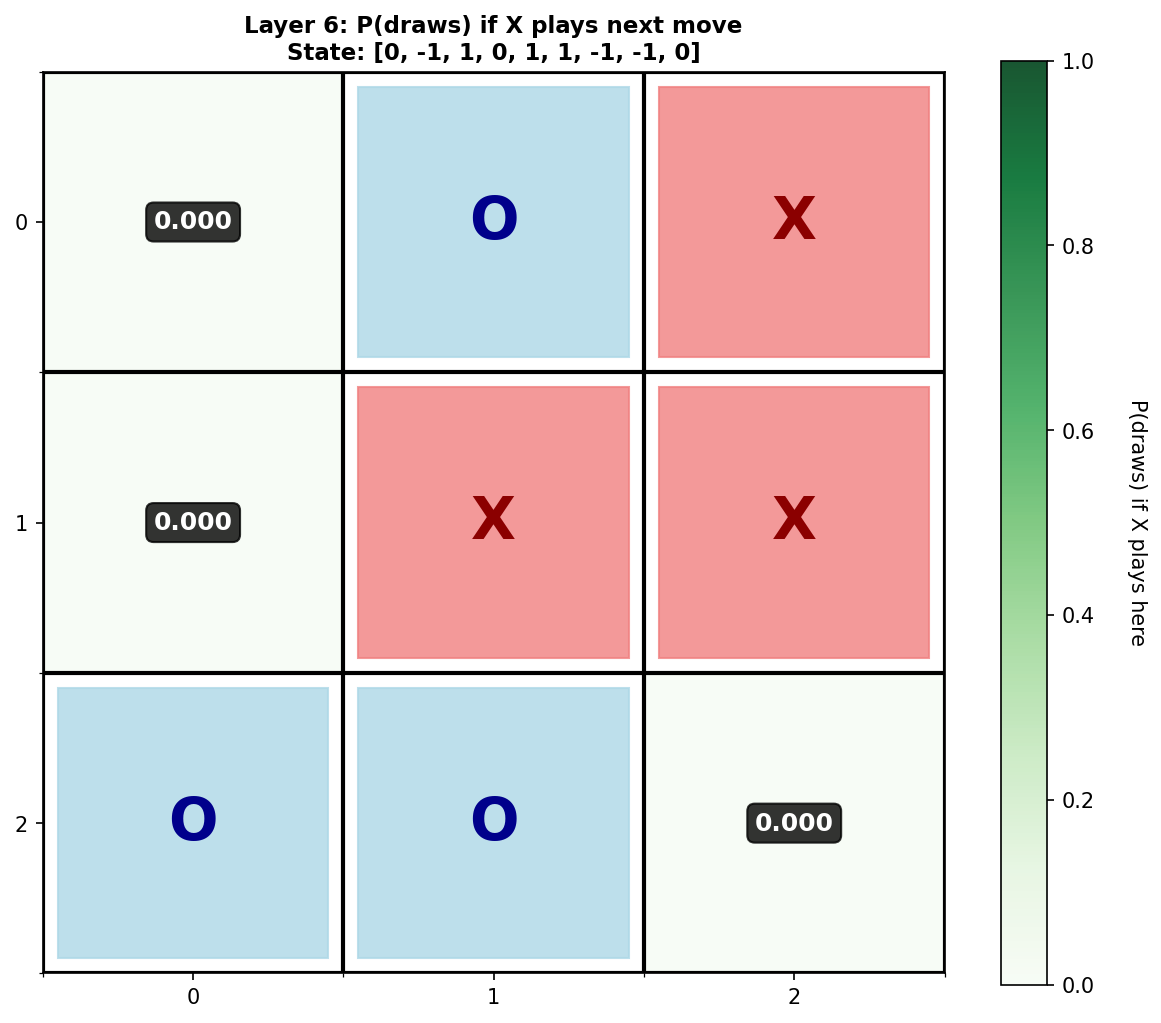 Layer 6: P(draws) if X plays next move
State: [0, -1, 1, 0, 1, 1, -1, -1, 0]
0
0.000
O
X
1
0.000
X
X
2
O
O
0.000
0
1
2
1.0
0.8
0.6
0.4
0.2
0.0
P(draws) if X plays here